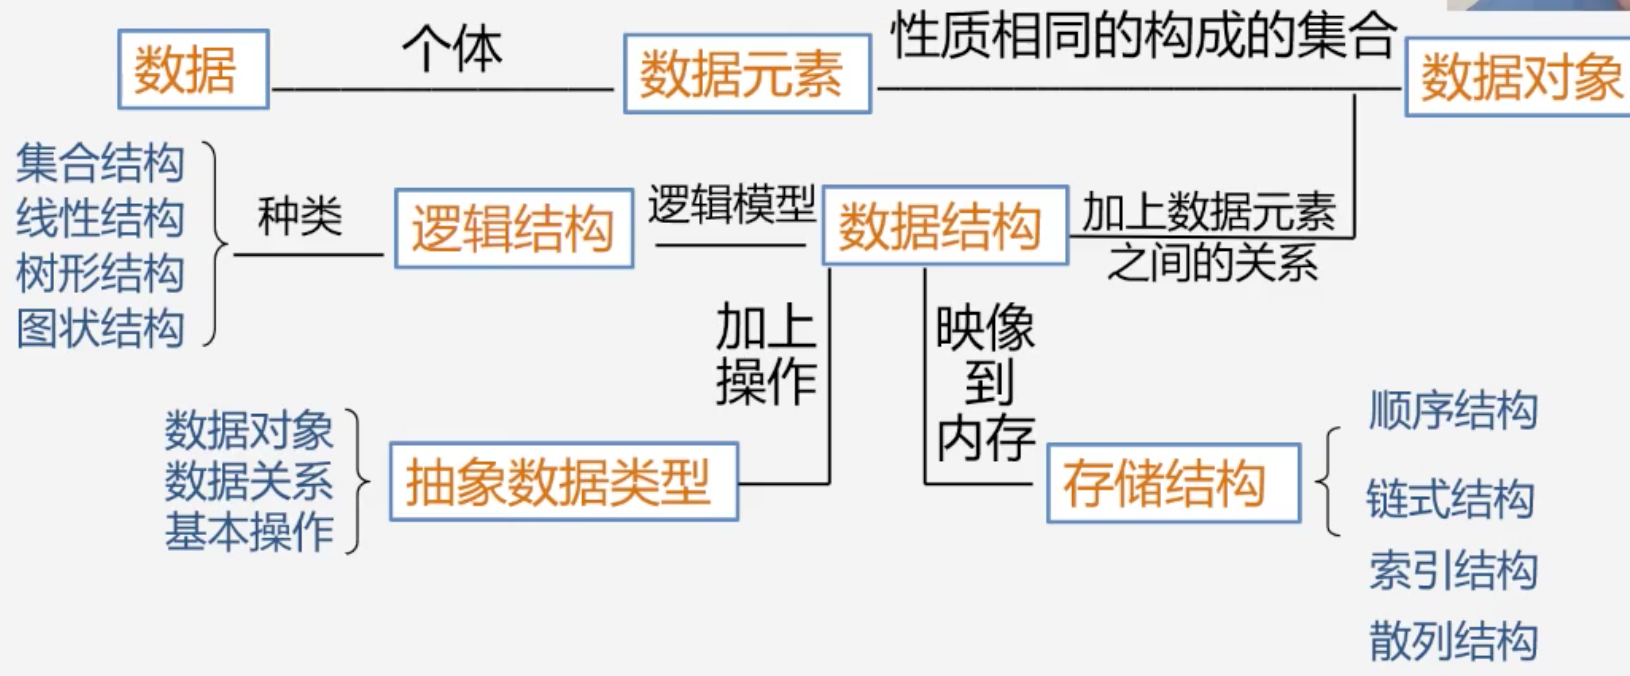 数据
个体
数据元素
性质相同的构成的集合
数据对象
集合结构
线性结构
树形结构
图状结构
种类
逻辑结构
逻辑模型
数据结构
加上数据元素
之间的关系
加上
操作
映像
到
内存
数据对象
数据关系
基本操作
抽象数据类型
存储结构
顺序结构
链式结构
索引结构
散列结构